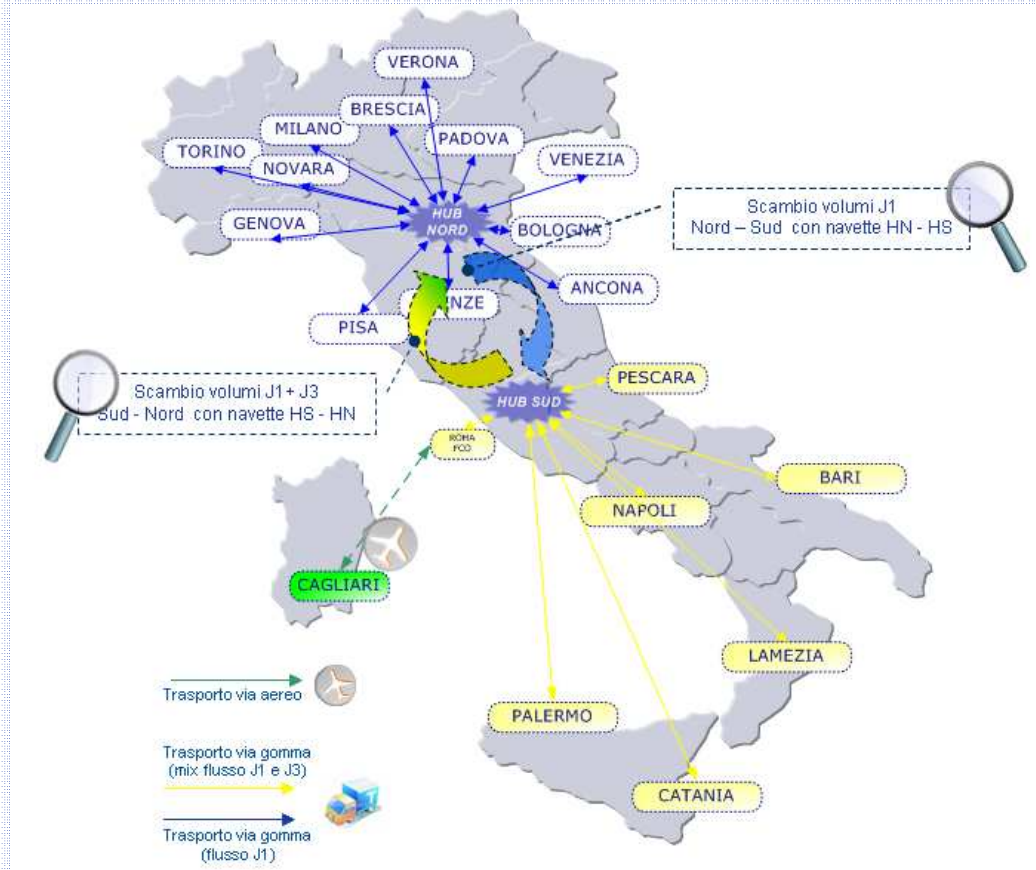 VERONA
BRESCIA
MILANO
PADOVA
TORINO
VENEZIA
NOVARA
HUB
NORD
GENOVA
BOLOGNA
Scambio volumi J1
Nord – Sud con navette HN - HS
ANCONA
NZE
PISA
PESCARA
Scambio volumi J1+ J3
Sud - Nord con navette HS - HN
HUB SUD
ROMA
FCO
BARI
NAPOLI
CAGLIARI
LAMEZIA
Trasporto via aereo
PALERMO
Trasporto via gomma
(mix flusso J1 e J3)
CATANIA
Trasporto via gomma
(flusso J1)